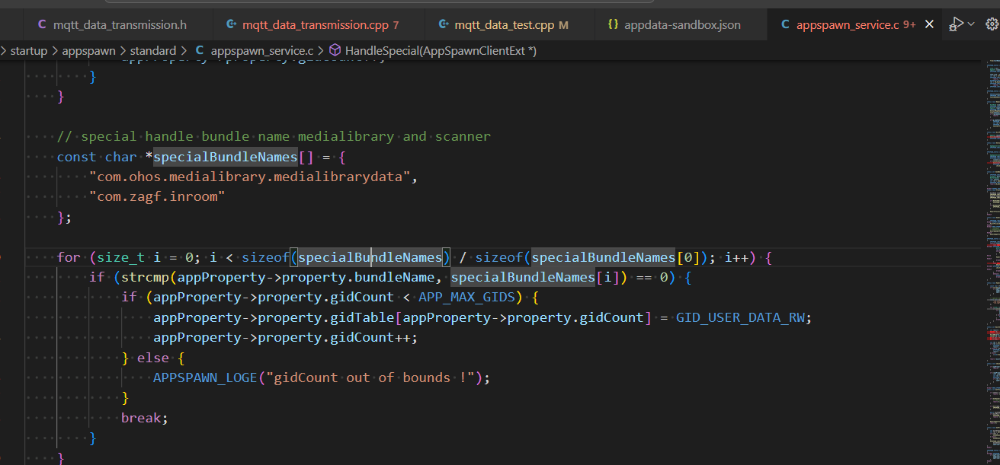 mqtt_data_transmission.h mqtt_data_transmission.cpp 7 mqtt_data_test.cpp M {} appdata-sandbox.json C appspawn_service.c 9+
startup > appspawn > standard > C appspawn_service.c > HandleSpecial(AppSpawnClientExt *)
}
}
// special handle bundle name medialibrary and scanner
const char *specialBundleNames[] = {
"com.ohos.medialibrary.medialibrarydata",
"com.zagf.inroom"
};
for (size_t i = 0; i < sizeof(specialBundleNames) / sizeof(specialBundleNames[0]); i++) {
if (strcmp(appProperty->property.bundleName, specialBundleNames[i]) == 0) {
if (appProperty->property.gidCount < APP_MAX_GIDS) {
appProperty->property.gidTable[appProperty->property.gidCount] = GID_USER_DATA_RW;
appProperty->property.gidCount++;
} else {
APPSPAWN_LOGE("gidCount out of bounds !");
}
break;
}
}